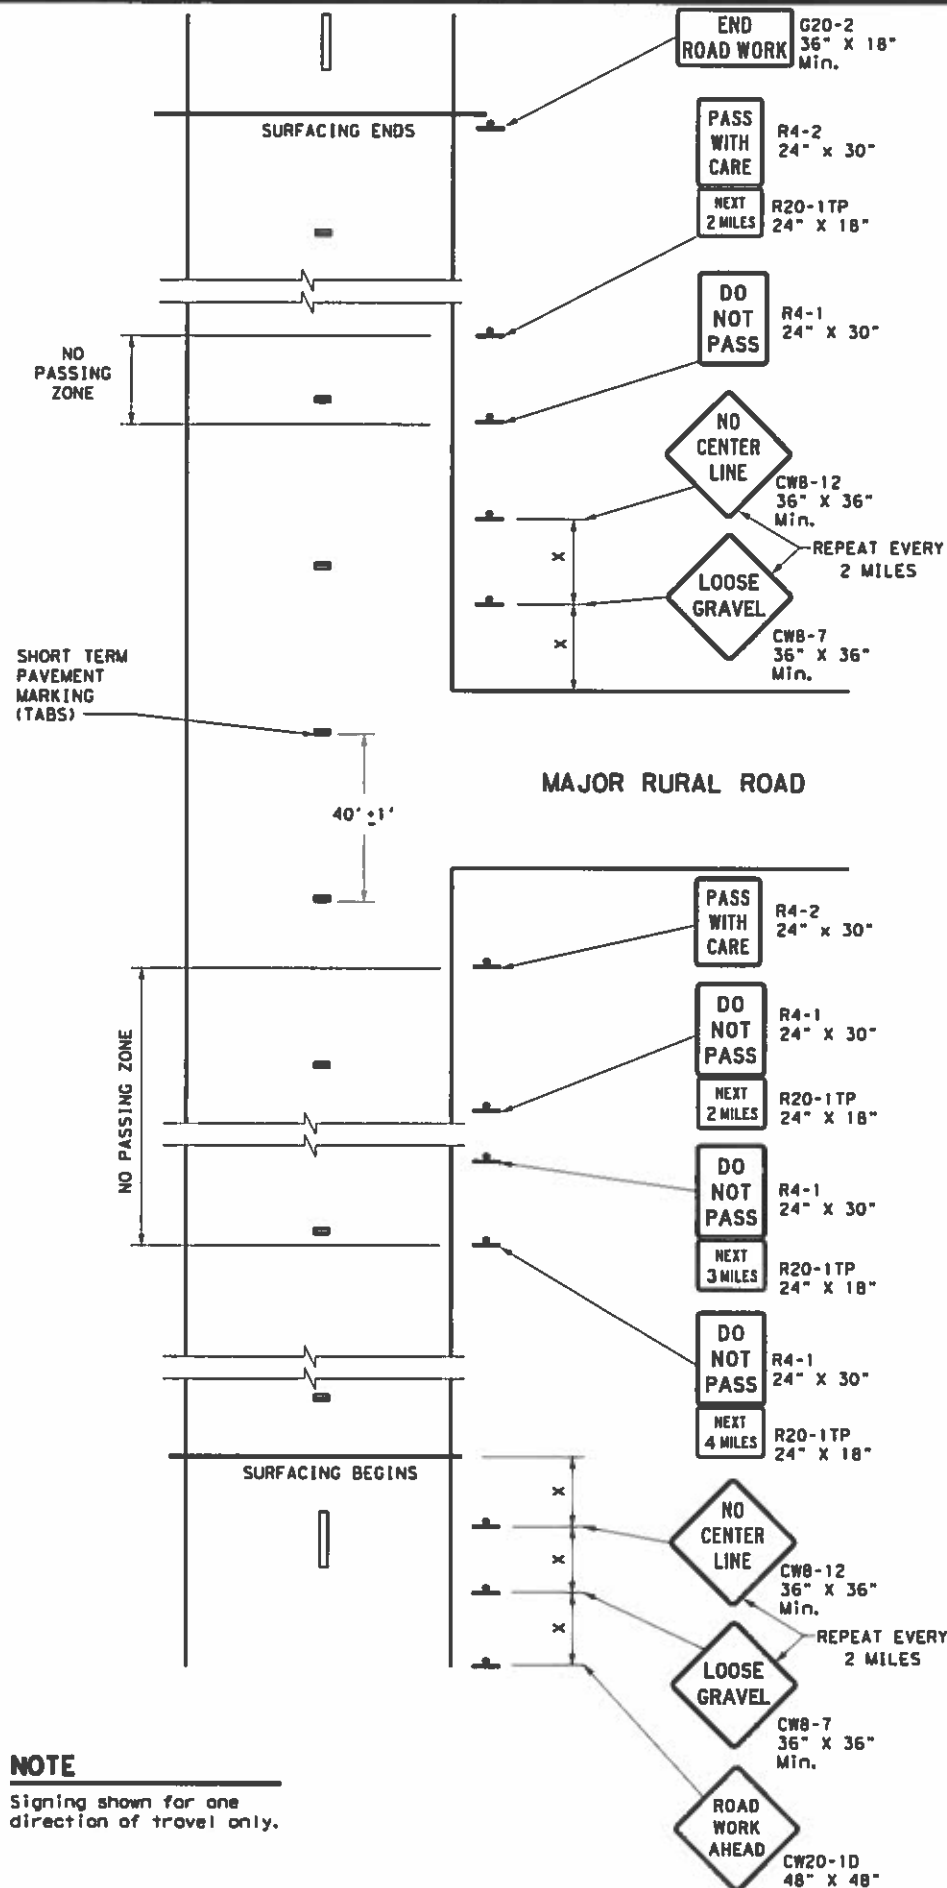 END
ROAD WORK
G20-2
36" X 18"
Min.
SURFACING ENDS
PASS
WITH
CARE
R4-2
24" x 30"
NEXT
2 MILES
R20-1TP
24" X 18"
DO
NOT
PASS
R4-1
24" X 30"
NO
PASSING
ZONE
NO
CENTER
LINE
CW8-12
36" X 36"
Min.
REPEAT EVERY
2 MILES
X
LOOSE
GRAVEL
X
CW8-7
36" X 36"
Min.
SHORT TERM
PAVEMENT
MARKING
(TABS)
MAJOR RURAL ROAD
40' ±1'
PASS
WITH
CARE
R4-2
24" x 30"
DO
NOT
PASS
R4-1
24" X 30"
NEXT
2 MILES
R20-1TP
24" X 18"
NO PASSING ZONE
DO
NOT
PASS
R4-1
24" X 30"
NEXT
3 MILES
R20-1TP
24" X 18"
DO
NOT
PASS
R4-1
24" X 30"
NEXT
4 MILES
R20-1TP
24" X 18"
SURFACING BEGINS
X
NO
CENTER
LINE
X
CW8-12
36" X 36"
Min.
X
REPEAT EVERY
2 MILES
LOOSE
GRAVEL
CW8-7
36" X 36"
Min.
NOTE
Signing shown for one
direction of travel only.
ROAD
WORK
AHEAD
CW20-1D
48" X 48"